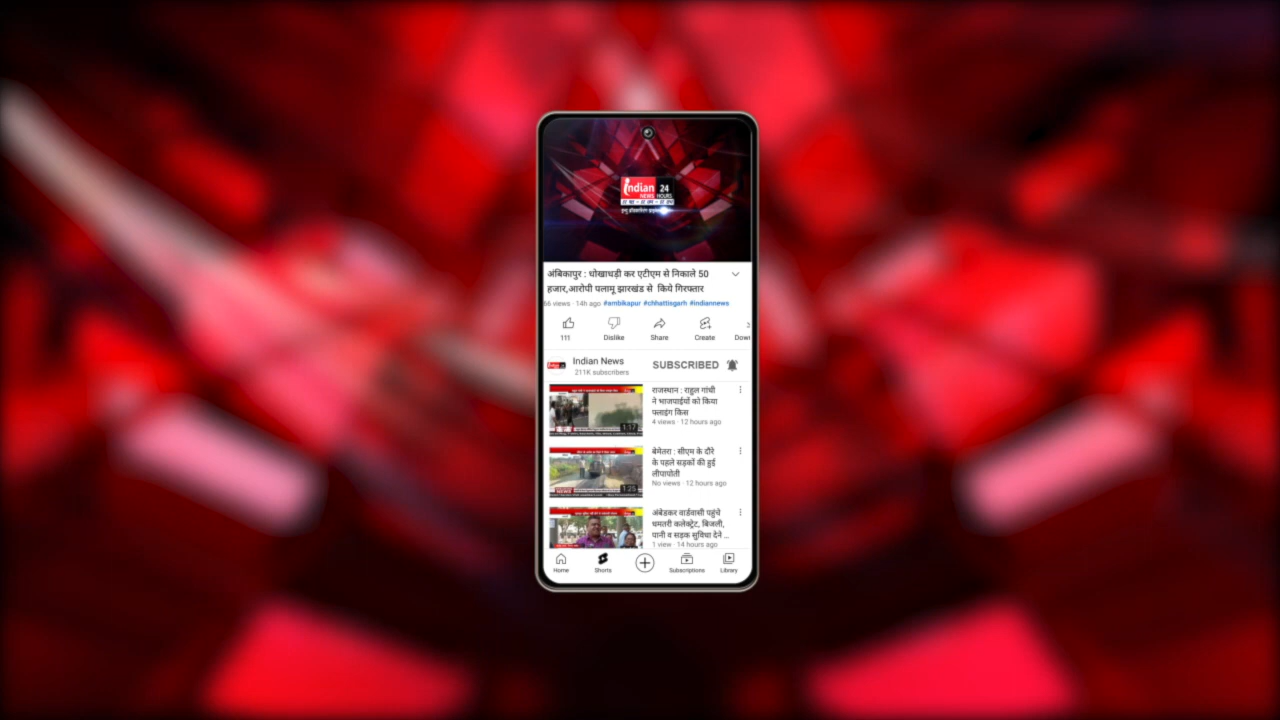 Indian
NEWS
24
HOURS
अंबिकापुर : धोखाधड़ी कर एटीएम से निकाले 50
हजार,आरोपी पलामू झारखंड से किये गिरफ्तार
66 views · 14h ago #ambikapur #chhattisgarh #indiannews
111 Dislike Share Create
Indian News
211K subscribers
SUBSCRIBED
राजस्थान : राहुल गांधी
ने भाजपाईयों को किया
फ्लाइंग किस
4 views · 12 hours ago
1:17
बेमेतरा : सीएम के दौरे
के पहले सड़कों की हुई
लीपापोती
No views · 12 hours ago
1:25
अंबेडकर वार्डवासी पहुंचे
धमतरी कलेक्ट्रेट, बिजली,
पानी व सड़क सुविधा देने ...
1 view · 14 hours ago
Home Shorts Subscriptions Library